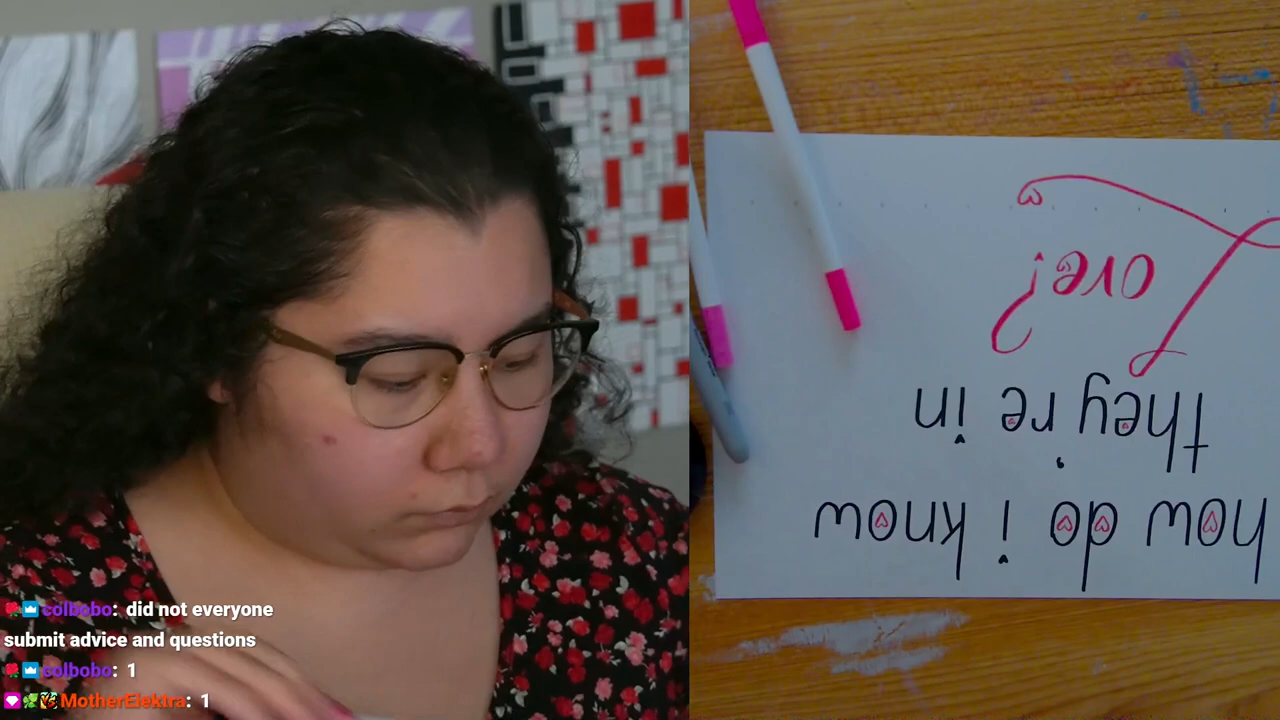 how do i know
they're in
Love?
colbobo: did not everyone
submit advice and questions
colbobo: 1
MotherElektra: 1